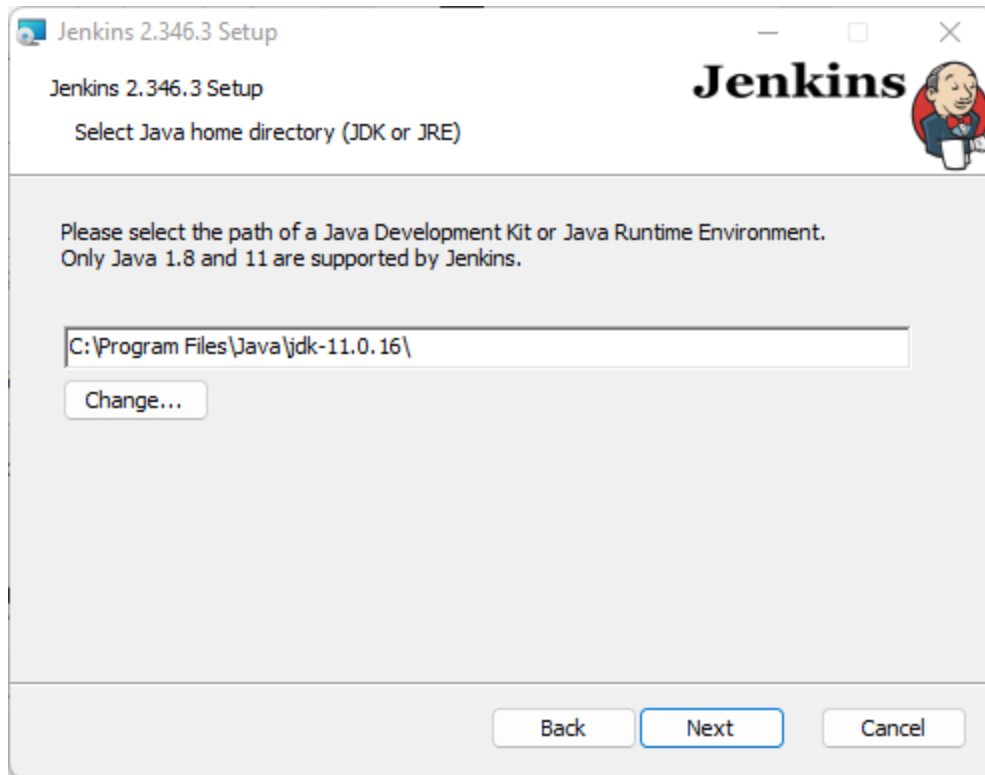 Jenkins 2.346.3 Setup
Jenkins 2.346.3 Setup
Jenkins
Select Java home directory (JDK or JRE)
Please select the path of a Java Development Kit or Java Runtime Environment.
Only Java 1.8 and 11 are supported by Jenkins.
C:\Program Files\Java\jdk-11.0.16\
Change...
Back
Next
Cancel